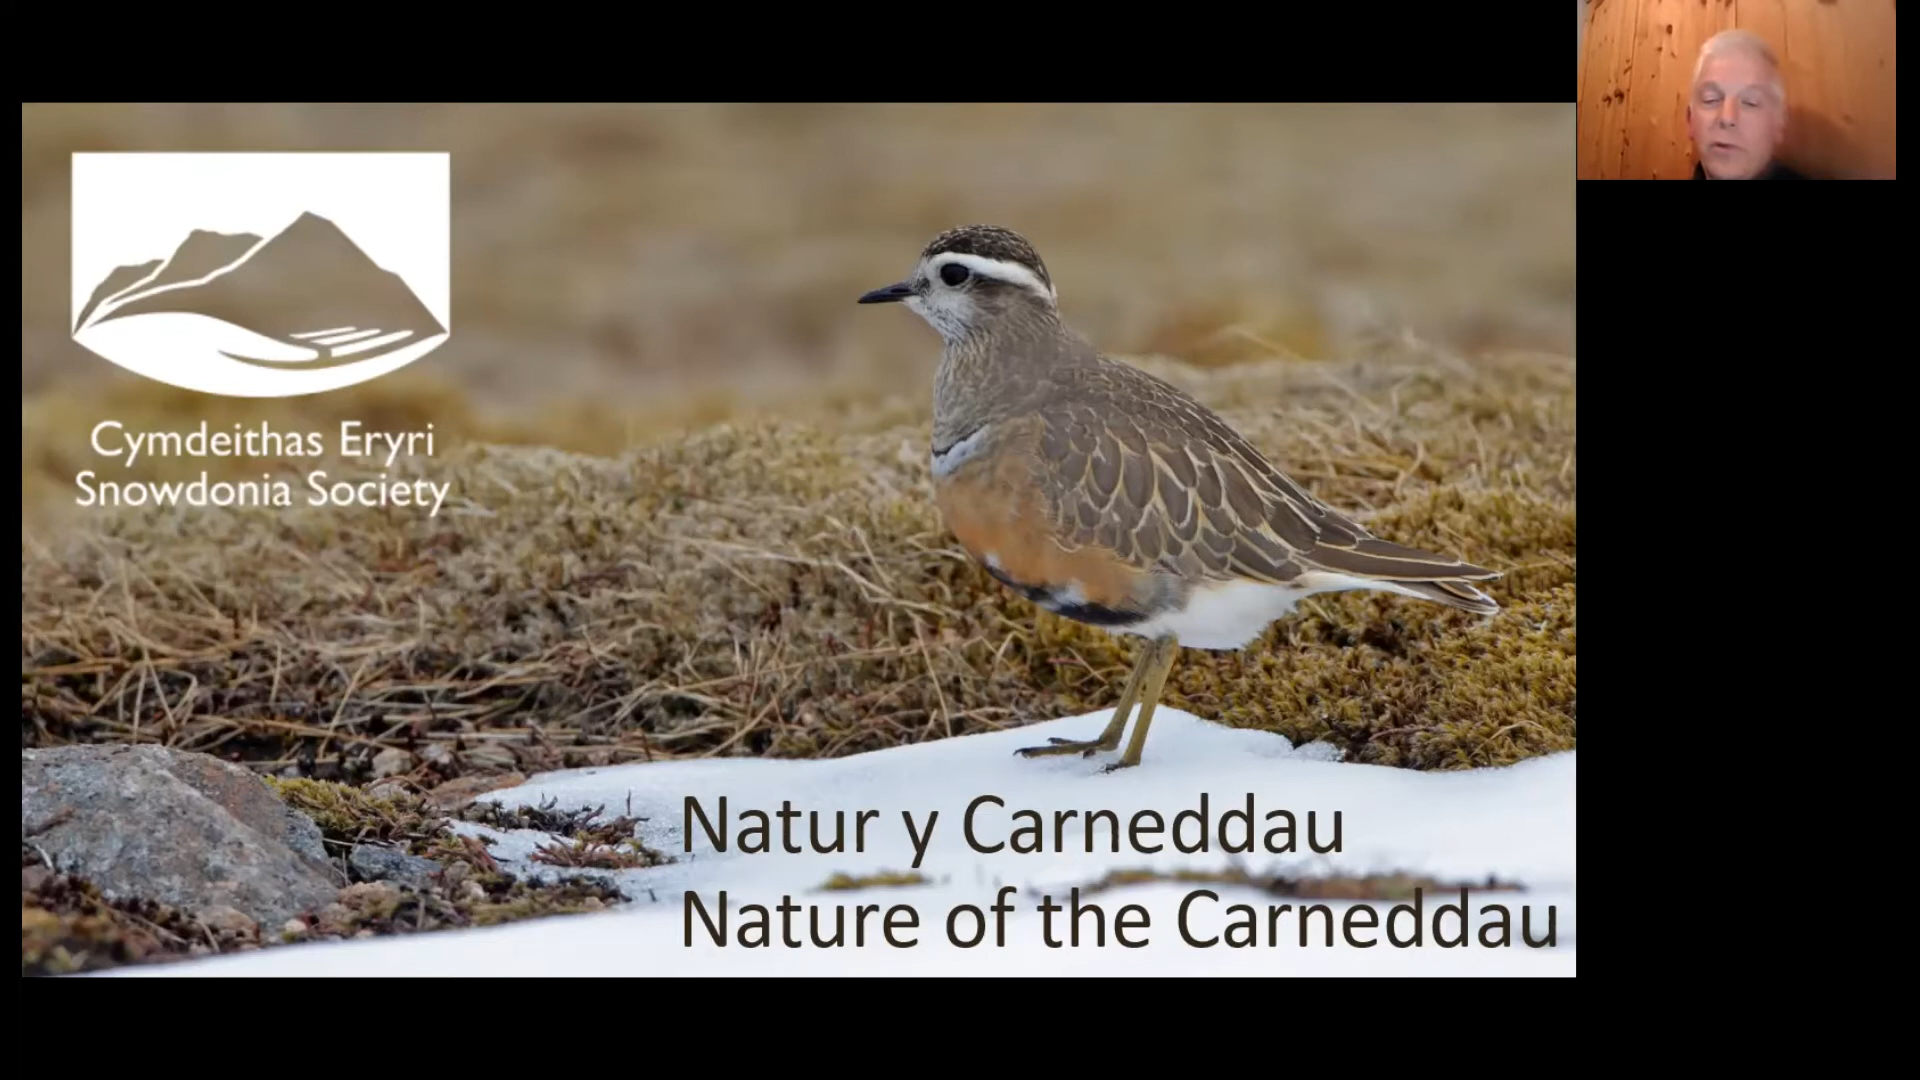 Cymdeithas Eryri
Snowdonia Society
Natur y Carneddau
Nature of the Carneddau